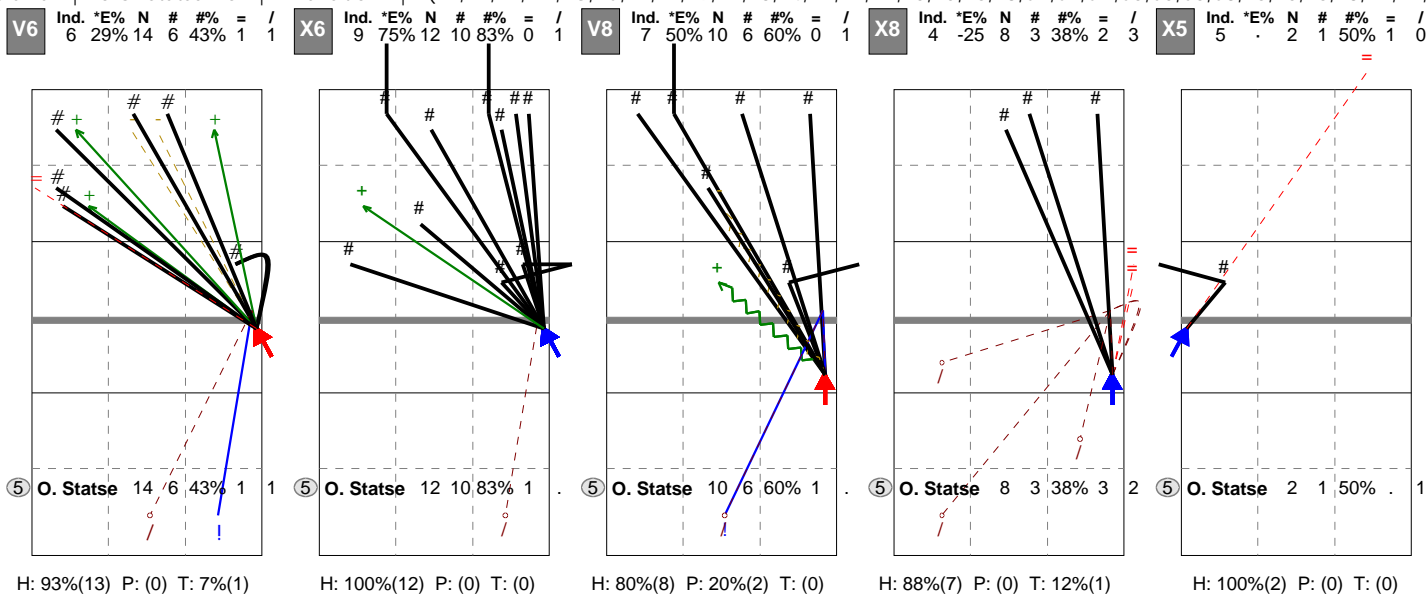 V6 Ind. *E% N # #% = /
6 29% 14 6 43% 1 1
X6 Ind. *E% N # #% = /
9 75% 12 10 83% 0 1
V8 Ind. *E% N # #% = /
7 50% 10 6 60% 0 1
X8 Ind. *E% N # #% = /
4 -25 8 3 38% 2 3
X5 Ind. *E% N # #% = /
5 . 2 1 50% 1 0
5 O. Statse 14 6 43% 1 1
5 O. Statse 12 10 83% 1 .
5 O. Statse 10 6 60% 1 .
5 O. Statse 8 3 38% 3 2
5 O. Statse 2 1 50% . 1
H: 93%(13) P: (0) T: 7%(1)
H: 100%(12) P: (0) T: (0)
H: 80%(8) P: 20%(2) T: (0)
H: 88%(7) P: (0) T: 12%(1)
H: 100%(2) P: (0) T: (0)